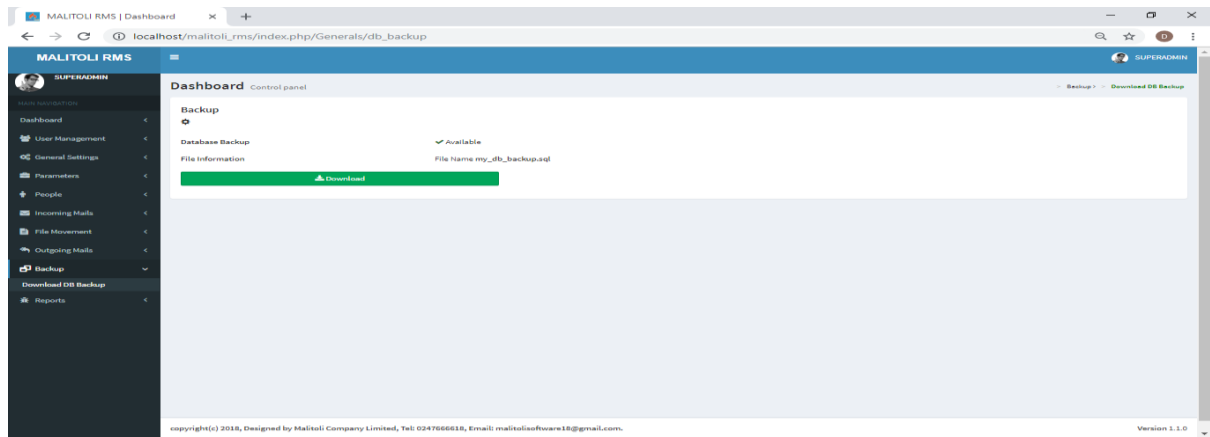 MALITOLI RMS | Dashboard
localhost/malitoli_rms/index.php/Generals/db_backup
D
MALITOLI RMS
SUPERADMIN
SUPERADMIN
Dashboard Control panel
Backup > Download DB Backup
MAIN NAVIGATION
Dashboard
User Management
General Settings
Parameters
People
Incoming Mails
File Movement
Outgoing Mails
Backup
Download DB Backup
Reports
Backup
Database Backup Available
File Information File Name my_db_backup.sql
Download
copyright(c) 2018, Designed by Malitoli Company Limited, Tel: 0247666618, Email: malitolisoftware18@gmail.com.
Version 1.1.0